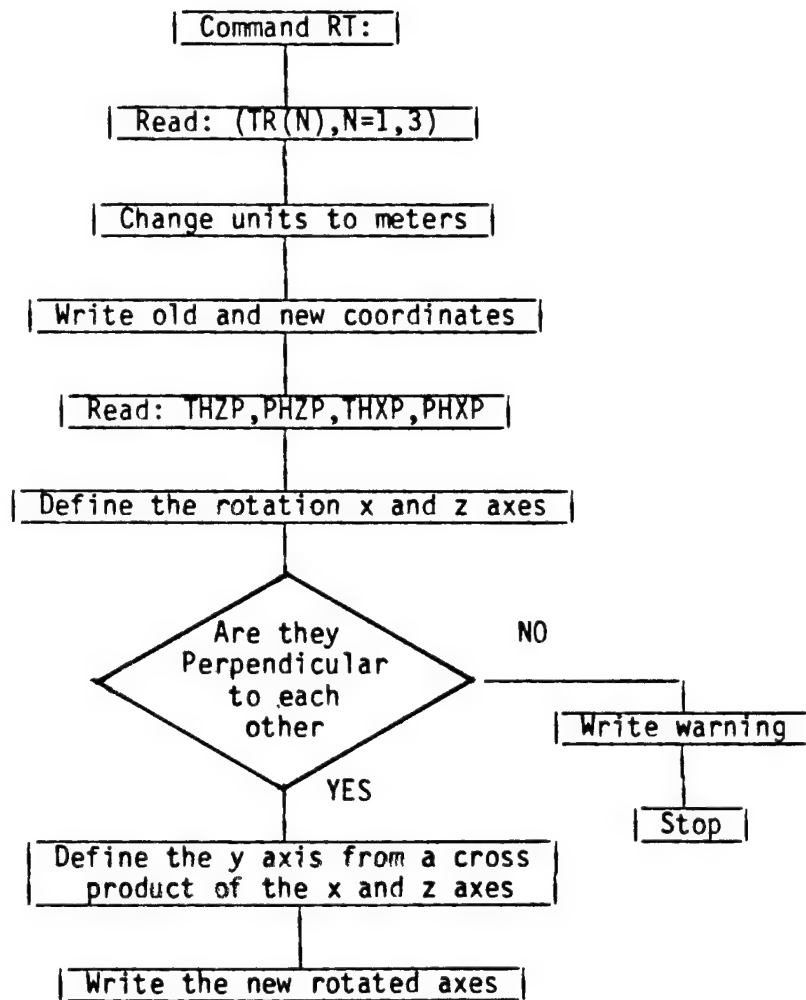 Command RT:
Read: (TR(N),N=1,3)
Change units to meters
Write old and new coordinates
Read: THZP,PHZP,THXP,PHXP
Define the rotation x and z axes
Are they
Perpendicular
to each
other
NO
Write warning
Stop
YES
Define the y axis from a cross
product of the x and z axes
Write the new rotated axes